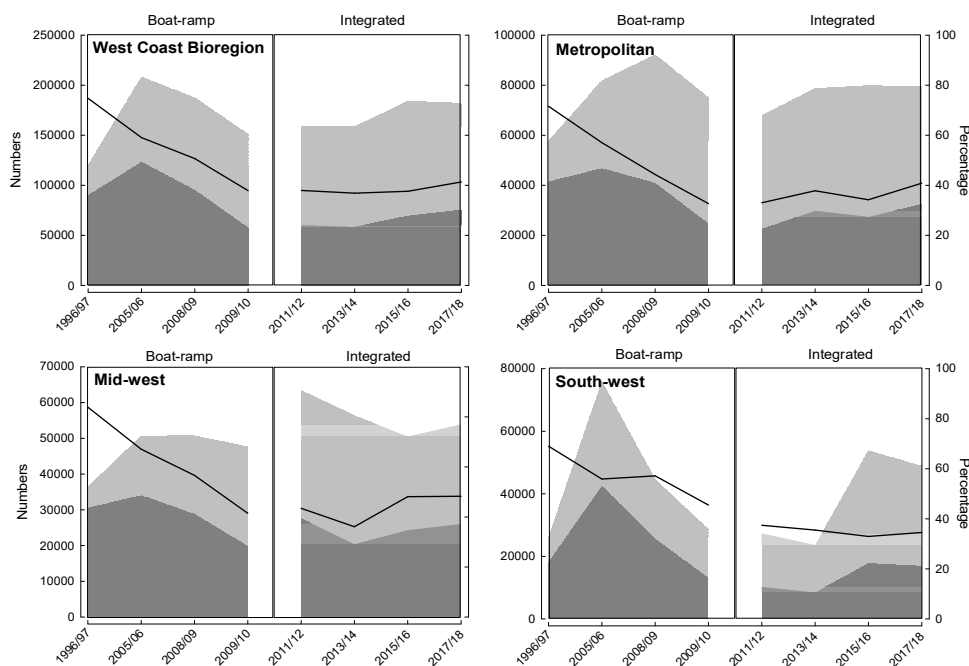 Boat-ramp Integrated Boat-ramp Integrated
250000 West Coast Bioregion 100000 Metropolitan 100
200000 80000 80
150000 60000 60
100000 40000 40
50000 20000 20
0 0 0
Numbers Percentage
1996/97 2005/06 2008/09 2009/10 2011/12 2013/14 2015/16 2017/18 1996/97 2005/06 2008/09 2009/10 2011/12 2013/14 2015/16 2017/18
Boat-ramp Integrated Boat-ramp Integrated
70000 Mid-west 80000 South-west 100
60000 80
50000 60000 60
40000 40000 40
30000
20000 20000 20
10000
0 0 0
Numbers Percentage
1996/97 2005/06 2008/09 2009/10 2011/12 2013/14 2015/16 2017/18 1996/97 2005/06 2008/09 2009/10 2011/12 2013/14 2015/16 2017/18